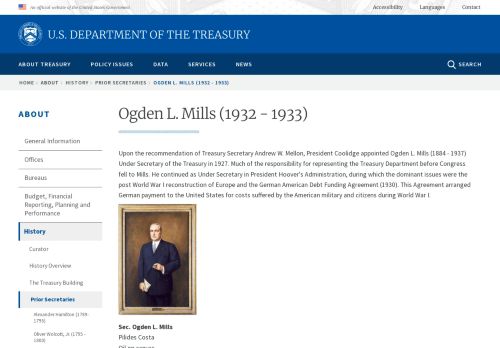 An official website of the United States Government
Accessibility Languages Contact
U.S. DEPARTMENT OF THE TREASURY
ABOUT TREASURY POLICY ISSUES DATA SERVICES NEWS SEARCH
HOME ABOUT HISTORY PRIOR SECRETARIES OGDEN L. MILLS (1932 - 1933)
ABOUT
General Information
Offices
Bureaus
Budget, Financial
Reporting, Planning and
Performance
History
Curator
History Overview
The Treasury Building
Prior Secretaries
Alexander Hamilton (1789 -
1795)
Oliver Wolcott, Jr. (1795 -
1800)
Ogden L. Mills (1932 - 1933)
Upon the recommendation of Treasury Secretary Andrew W. Mellon, President Coolidge appointed Ogden L. Mills (1884 - 1937)
Under Secretary of the Treasury in 1927. Much of the responsibility for representing the Treasury Department before Congress
fell to Mills. He continued as Under Secretary in President Hoover's Administration, during which the dominant issues were the
post World War I reconstruction of Europe and the German American Debt Funding Agreement (1930). This Agreement arranged
German payment to the United States for costs suffered by the American military and citizens during World War I.
Sec. Ogden L. Mills
Pilides Costa